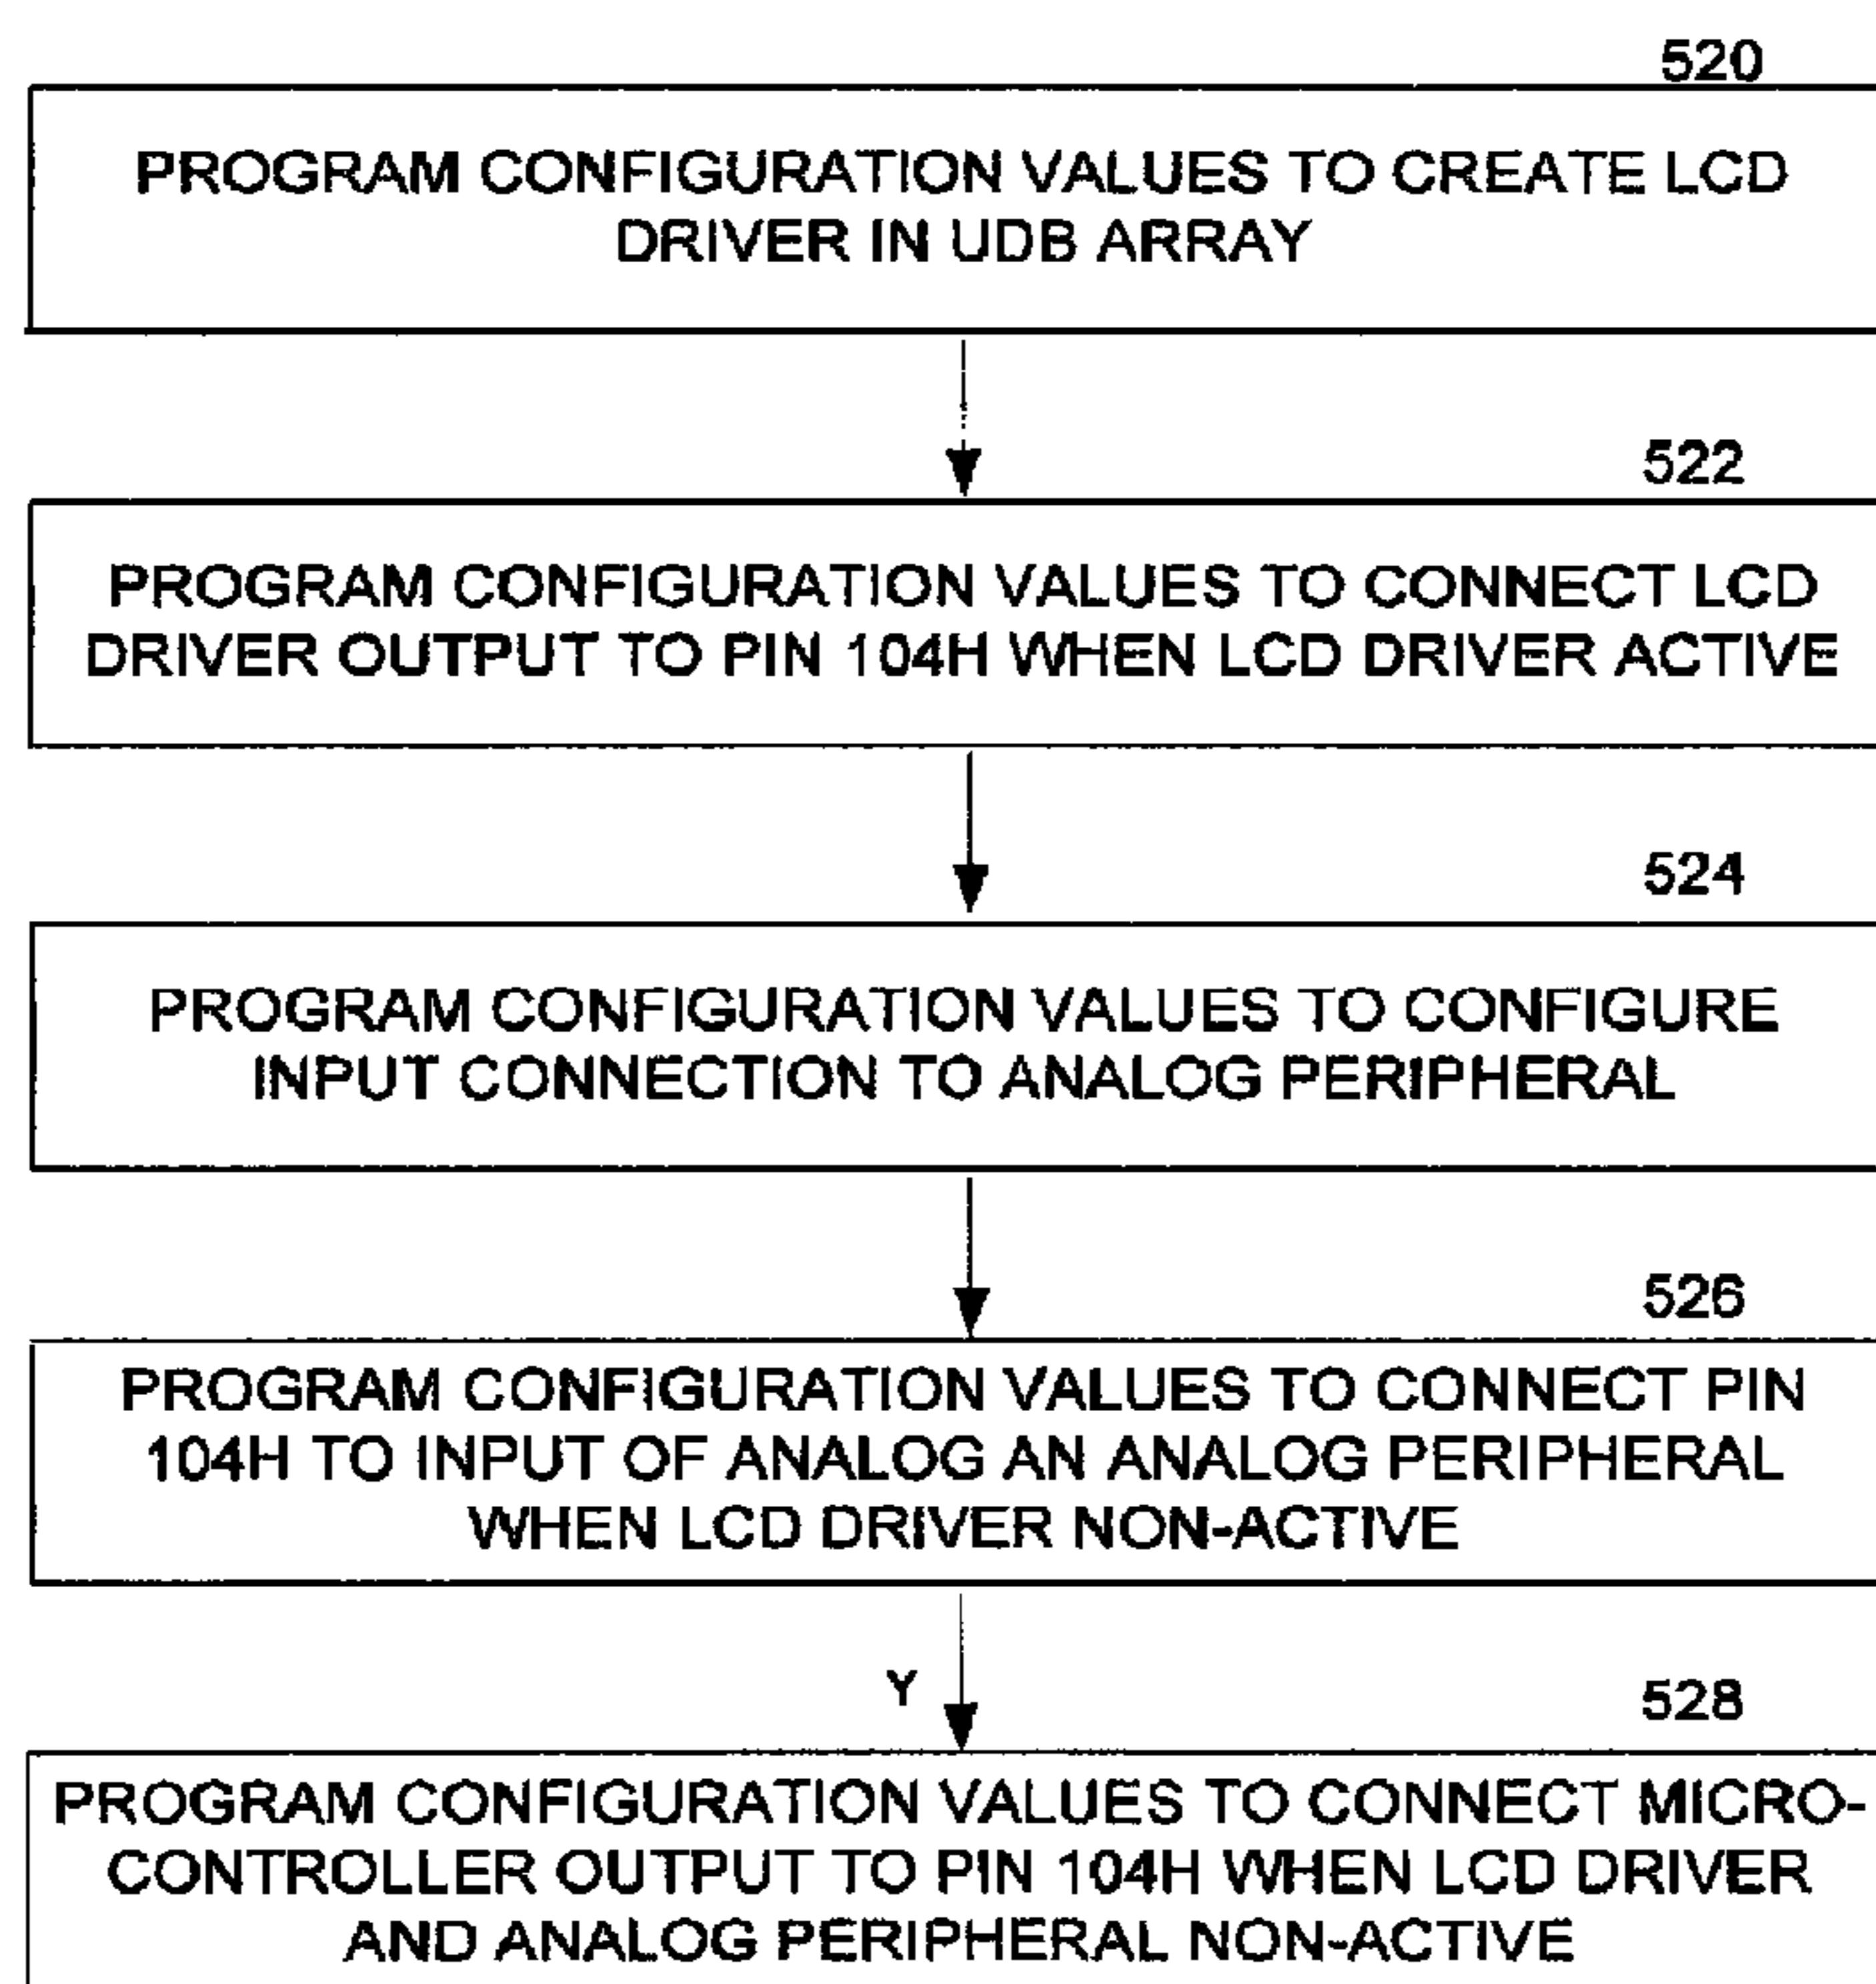 520
PROGRAM CONFIGURATION VALUES TO CREATE LCD
DRIVER IN UDB ARRAY
522
PROGRAM CONFIGURATION VALUES TO CONNECT LCD
DRIVER OUTPUT TO PIN 104H WHEN LCD DRIVER ACTIVE
524
PROGRAM CONFIGURATION VALUES TO CONFIGURE
INPUT CONNECTION TO ANALOG PERIPHERAL
526
PROGRAM CONFIGURATION VALUES TO CONNECT PIN
104H TO INPUT OF ANALOG AN ANALOG PERIPHERAL
WHEN LCD DRIVER NON-ACTIVE
Y
528
PROGRAM CONFIGURATION VALUES TO CONNECT MICRO-
CONTROLLER OUTPUT TO PIN 104H WHEN LCD DRIVER
AND ANALOG PERIPHERAL NON-ACTIVE